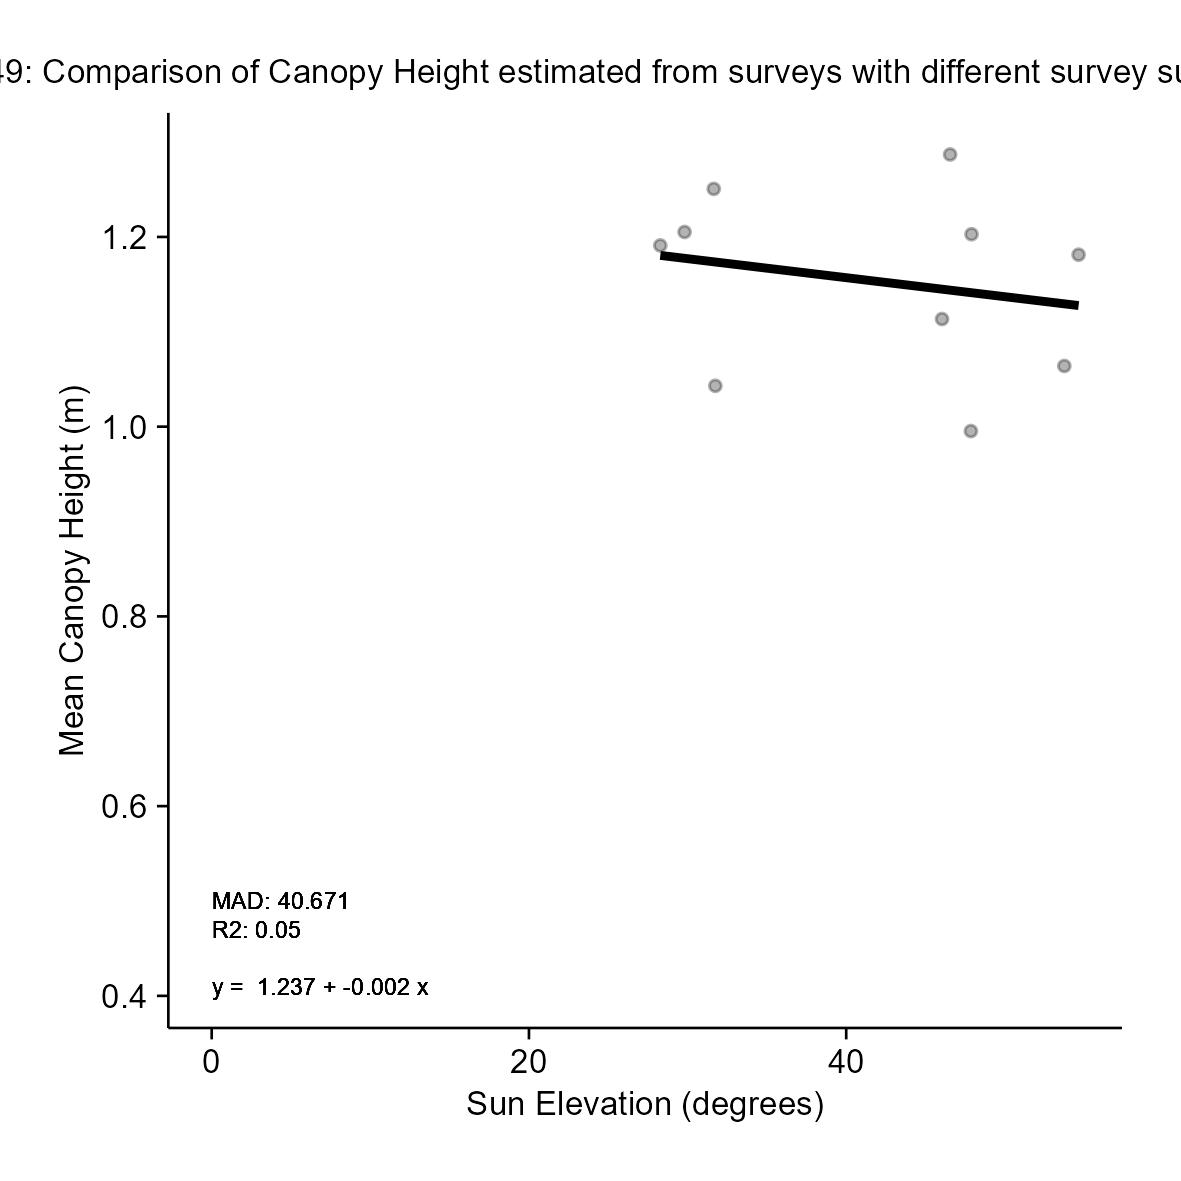 9: Comparison of Canopy Height estimated from surveys with different survey
1.2
1.0
0.8
0.6
0.4
Mean Canopy Height (m)
MAD: 40.671
R2: 0.05
y = 1.237 + -0.002 x
0 20 40
Sun Elevation (degrees)